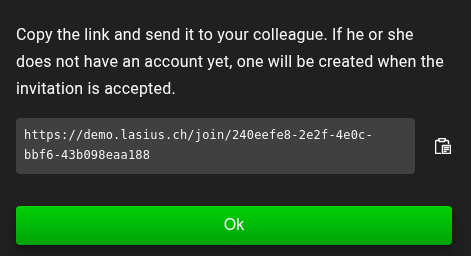 Copy the link and send it to your colleague. If he or she
does not have an account yet, one will be created when the
invitation is accepted.
https://demo.lasius.ch/join/240eefe8-2e2f-4e0c-
bbf6-43b098eaa188
Ok